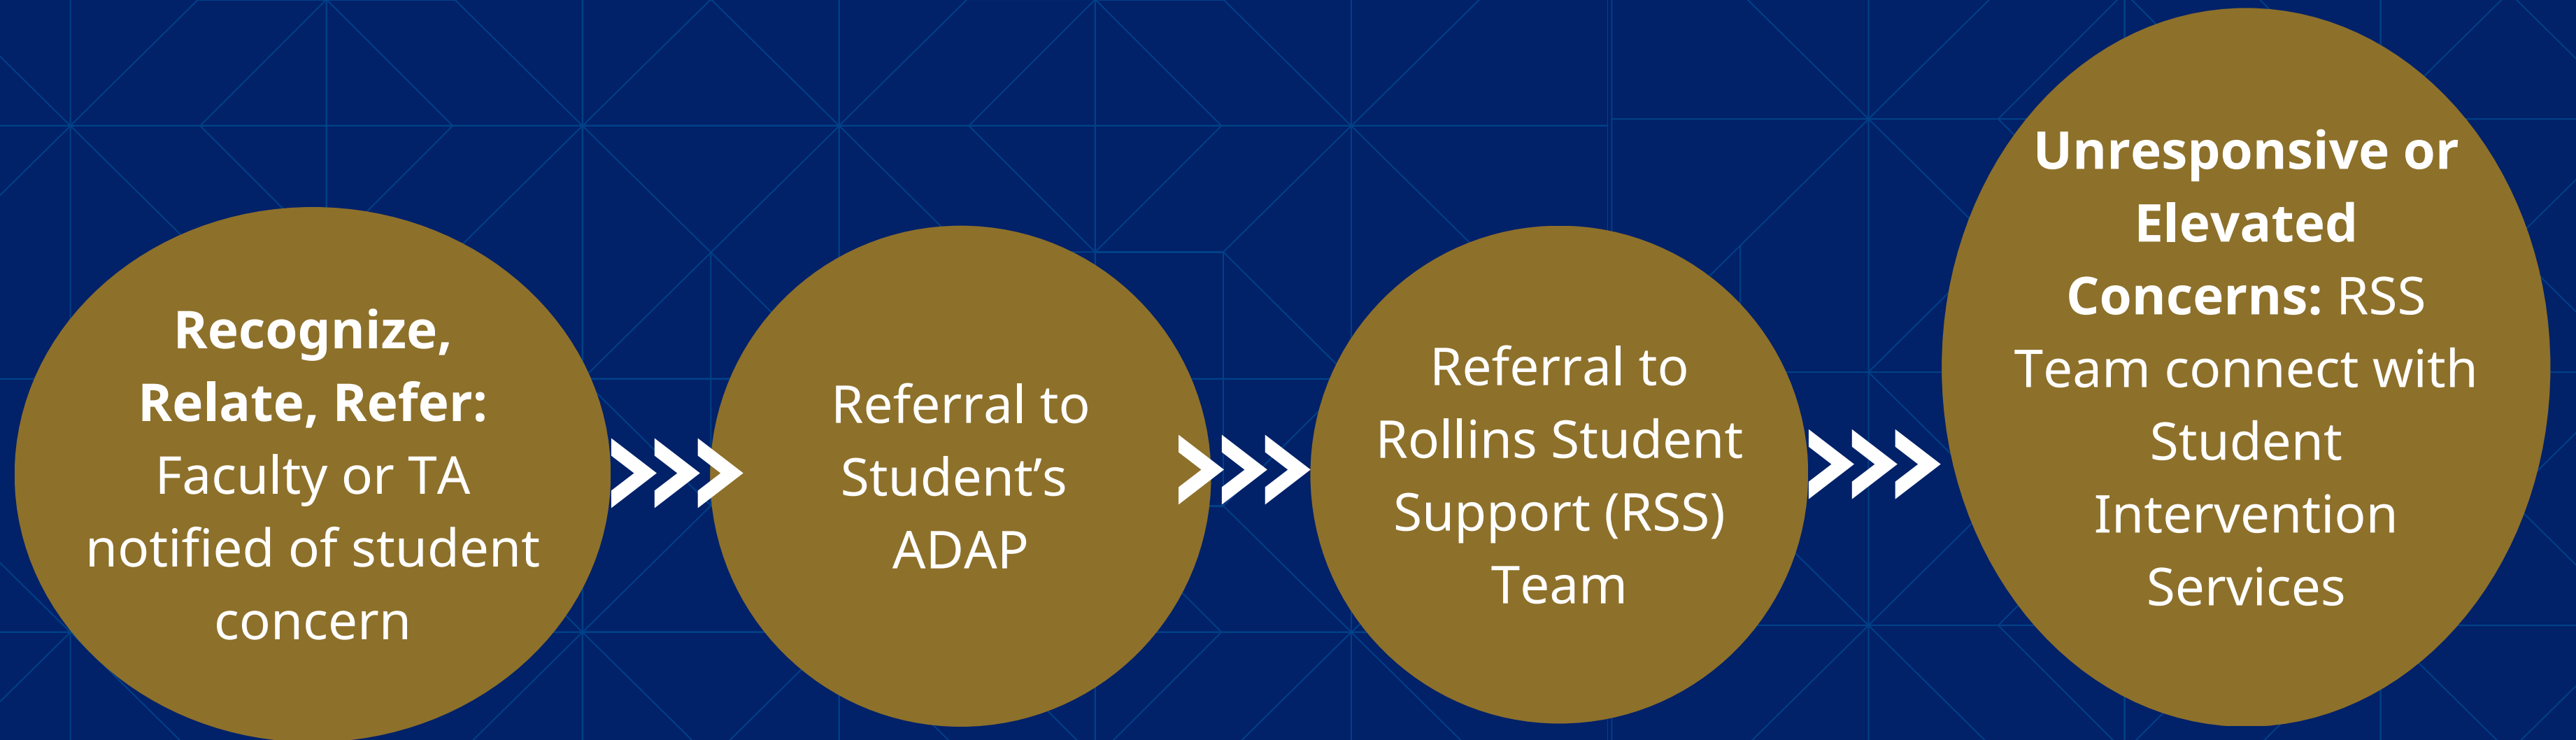 Recognize,
Relate, Refer:
Faculty or TA
notified of student
concern
Referral to
Student’s
ADAP
Referral to
Rollins Student
Support (RSS)
Team
Unresponsive or
Elevated
Concerns: RSS
Team connect with
Student
Intervention
Services